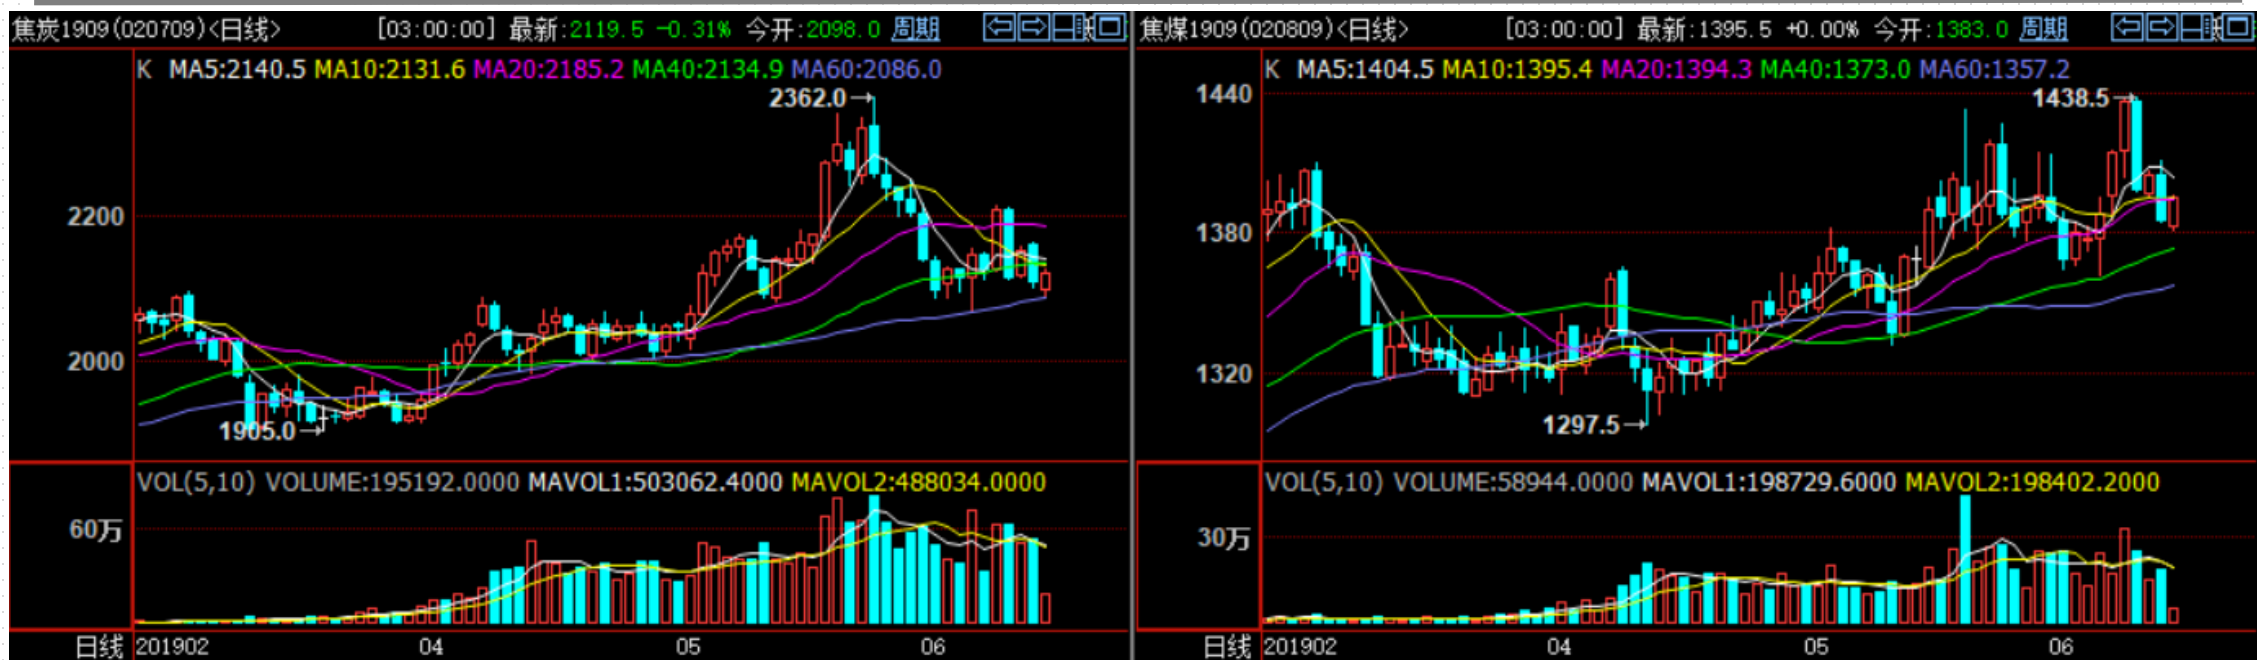 焦炭1909(020709)<日线> [03:00:00] 最新:2119.5 -0.31% 今开:2098.0 周期
K MA5:2140.5 MA10:2131.6 MA20:2185.2 MA40:2134.9 MA60:2086.0
2362.0
2200
2000
1905.0
VOL(5,10) VOLUME:195192.0000 MAVOL1:503062.4000 MAVOL2:488034.0000
60万
日线 201902 04 05 06
焦煤1909(020809)<日线> [03:00:00] 最新:1395.5 +0.00% 今开:1383.0 周期
K MA5:1404.5 MA10:1395.4 MA20:1394.3 MA40:1373.0 MA60:1357.2
1440
1438.5
1380
1320
1297.5
VOL(5,10) VOLUME:58944.0000 MAVOL1:198729.6000 MAVOL2:198402.2000
30万
日线 201902 04 05 06